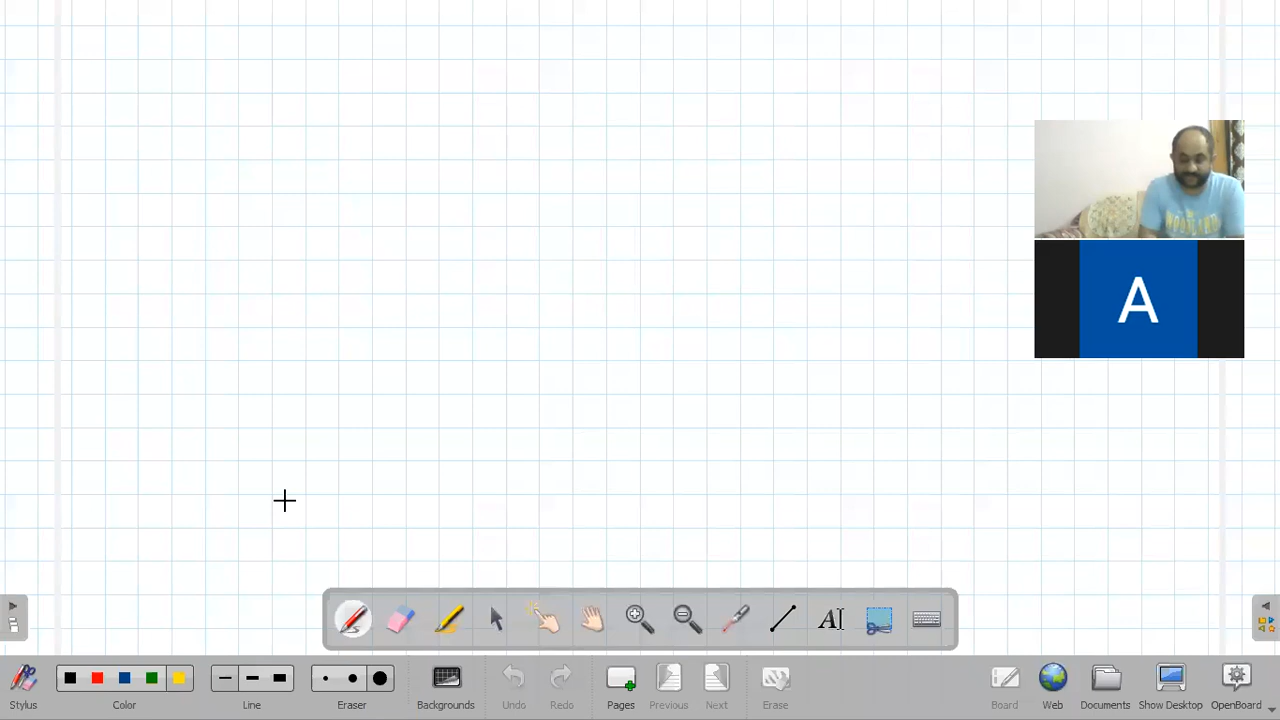 A
A
Stylus
Color
Line
Eraser
Backgrounds
Undo
Redo
Pages
Previous
Next
Erase
Board
Web
Documents
Show Desktop
OpenBoard